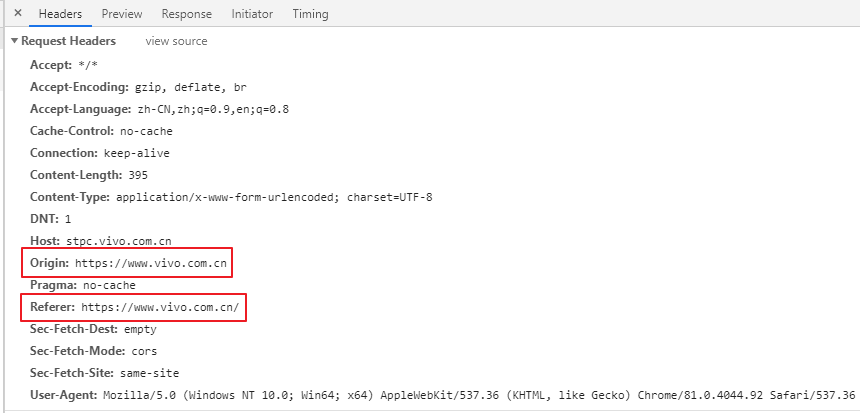 × Headers Preview Response Initiator Timing
▼Request Headers view source
Accept: */*
Accept-Encoding: gzip, deflate, br
Accept-Language: zh-CN,zh;q=0.9,en;q=0.8
Cache-Control: no-cache
Connection: keep-alive
Content-Length: 395
Content-Type: application/x-www-form-urlencoded; charset=UTF-8
DNT: 1
Host: stpc.vivo.com.cn
Origin: https://www.vivo.com.cn
Pragma: no-cache
Referer: https://www.vivo.com.cn/
Sec-Fetch-Dest: empty
Sec-Fetch-Mode: cors
Sec-Fetch-Site: same-site
User-Agent: Mozilla/5.0 (Windows NT 10.0; Win64; x64) AppleWebKit/537.36 (KHTML, like Gecko) Chrome/81.0.4044.92 Safari/537.36